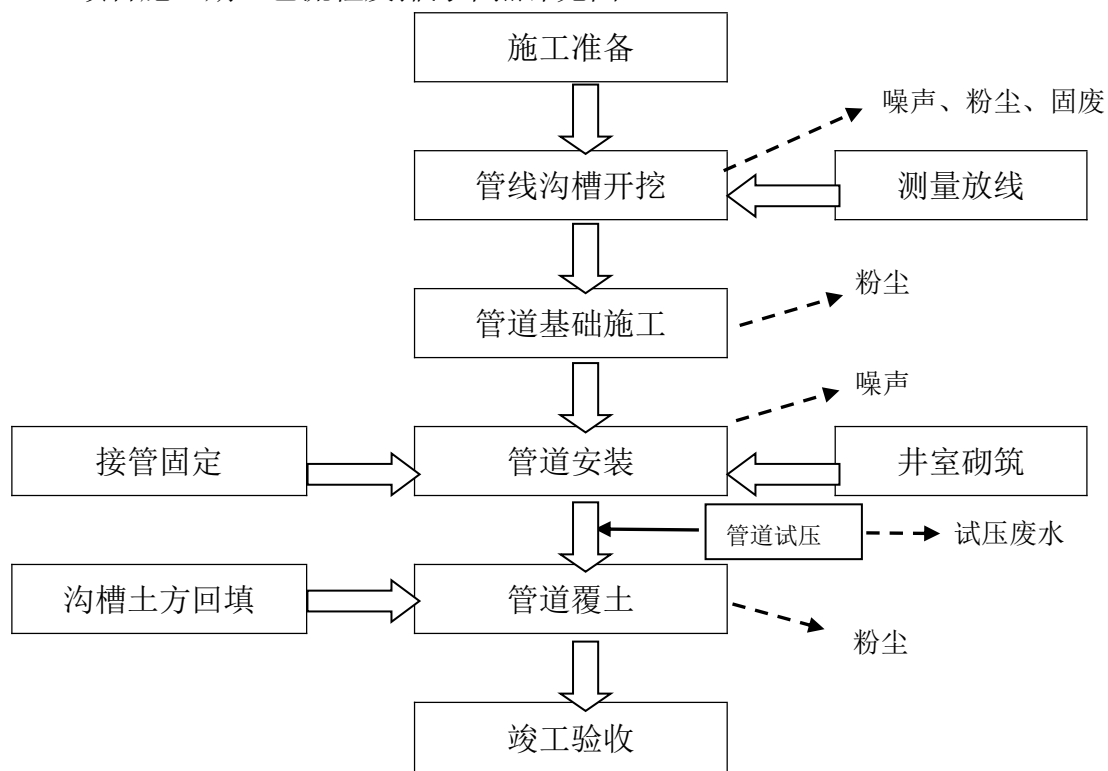 施工准备
噪声、粉尘、固废
管线沟槽开挖
测量放线
粉尘
管道基础施工
噪声
接管固定
管道安装
井室砌筑
管道试压
试压废水
沟槽土方回填
管道覆土
粉尘
竣工验收